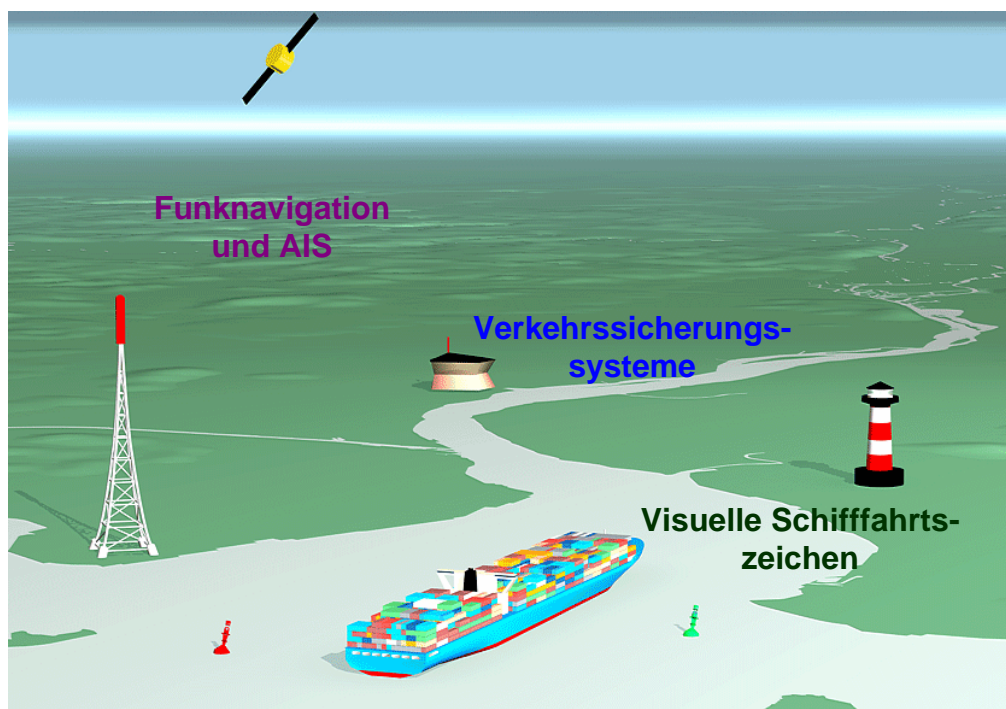 Funknavigation
und AIS
Verkehrssicherungs-
systeme
Visuelle Schifffahrts-
zeichen